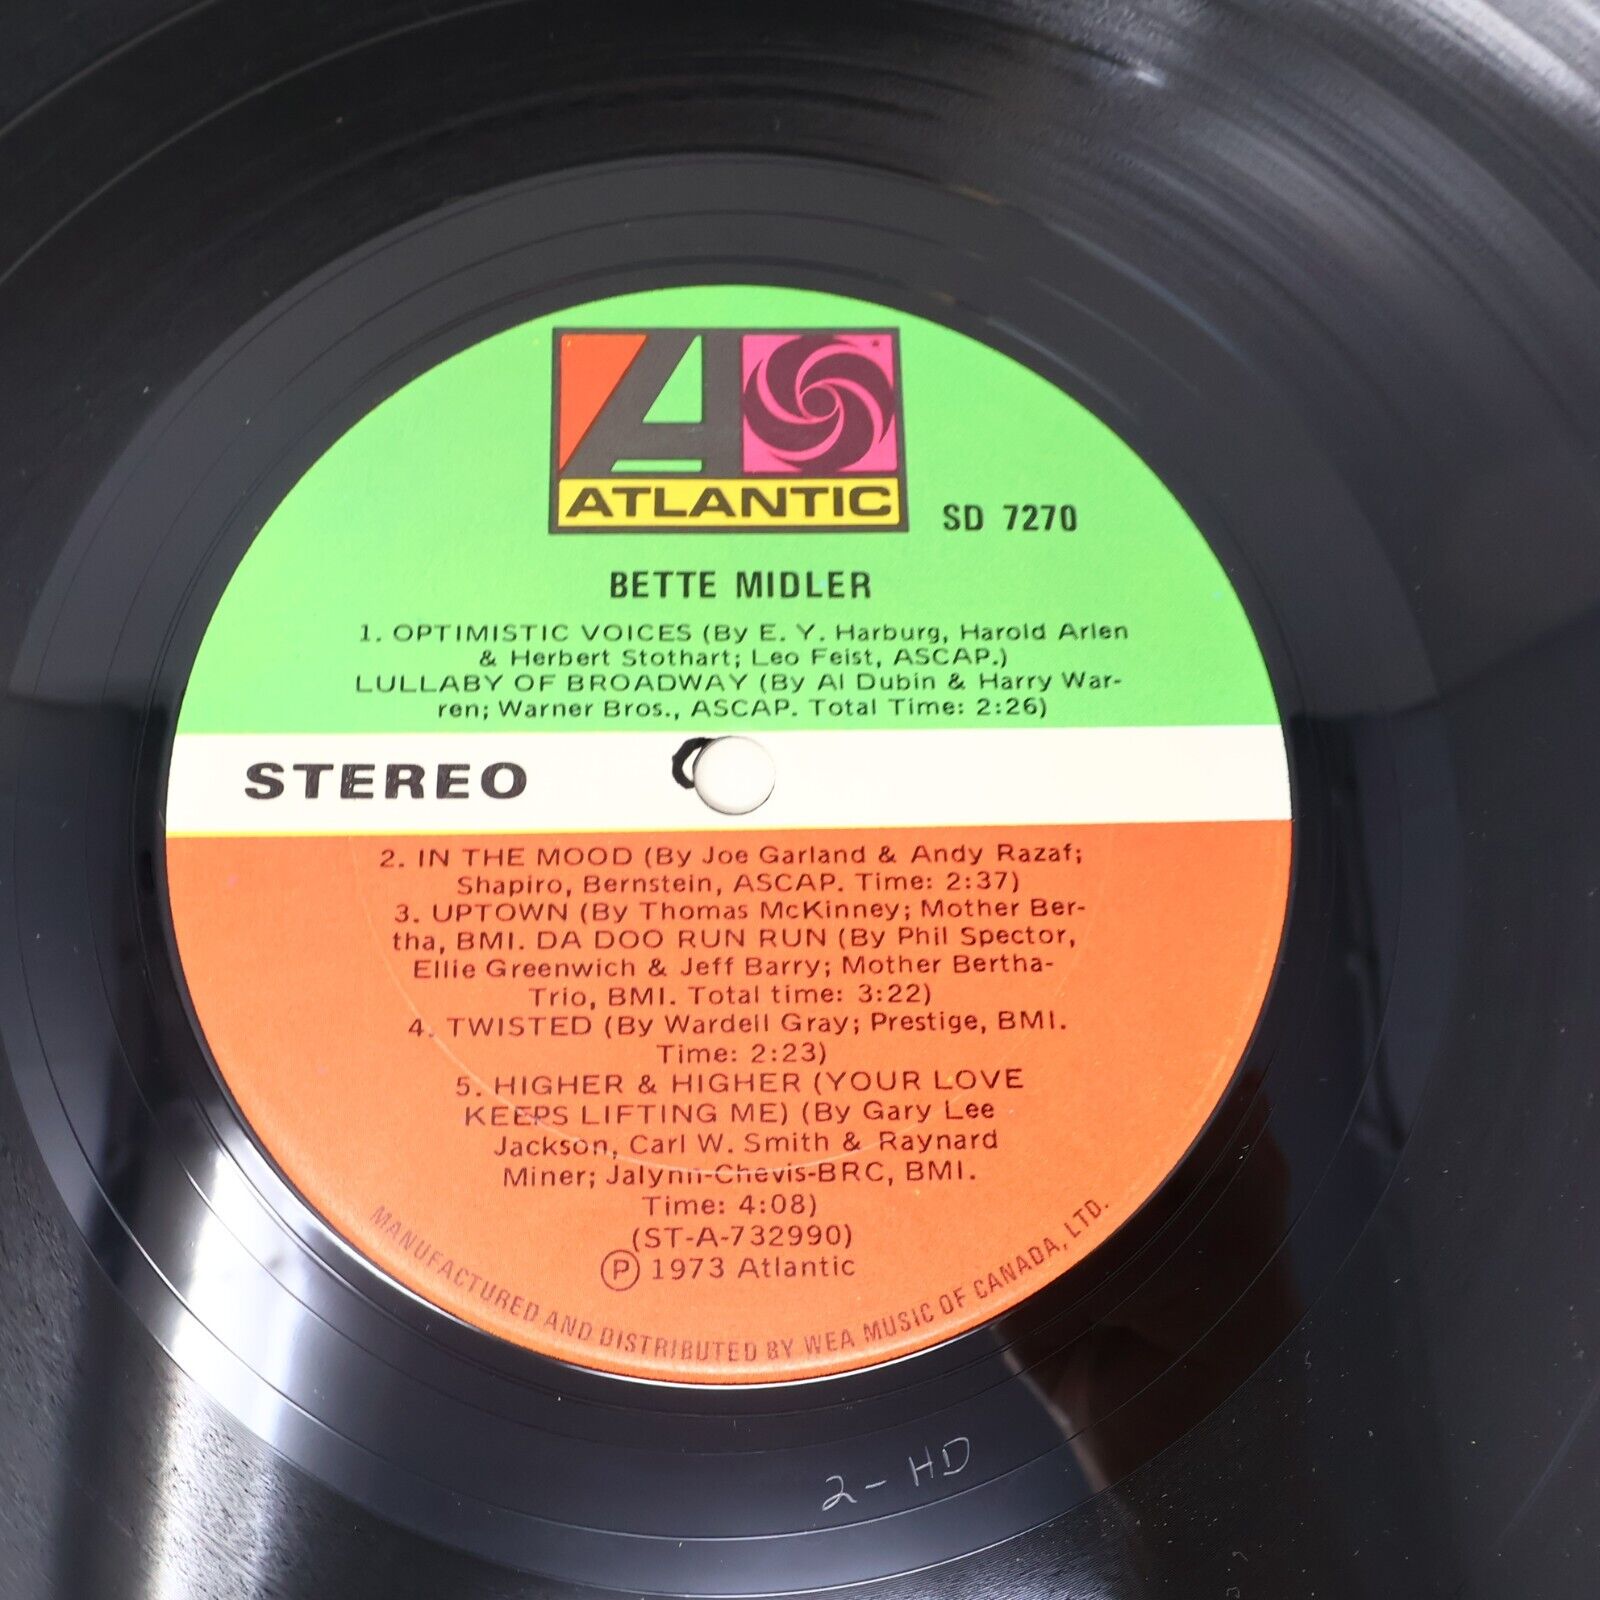 ATLANTIC
SD 7270
BETTE MIDLER
1. OPTIMISTIC VOICES (By E. Y. Harburg, Harold Arlen
& Herbert Stothart; Leo Feist, ASCAP.)
LULLABY OF BROADWAY (By Al Dubin & Harry War-
ren; Warner Bros., ASCAP. Total Time: 2:26)
STEREO
2. IN THE MOOD (By Joe Garland & Andy Razaf;
Shapiro, Bernstein, ASCAP. Time: 2:37)
3. UPTOWN (By Thomas McKinney; Mother Ber-
tha, BMI. DA DOO RUN RUN (By Phil Spector,
Ellie Greenwich & Jeff Barry; Mother Bertha-
Trio, BMI. Total time: 3:22)
4. TWISTED (By Wardell Gray; Prestige, BMI.
Time: 2:23)
5. HIGHER & HIGHER (YOUR LOVE
KEEPS LIFTING ME) (By Gary Lee
Jackson, Carl W. Smith & Raynard
Miner; Jalynn-Chevis-BRC, BMI.
Time: 4:08)
(ST-A-732990)
Ⓟ 1973 Atlantic
MANUFACTURED AND DISTRIBUTED BY WEA MUSIC OF CANADA, LTD.
2-HD